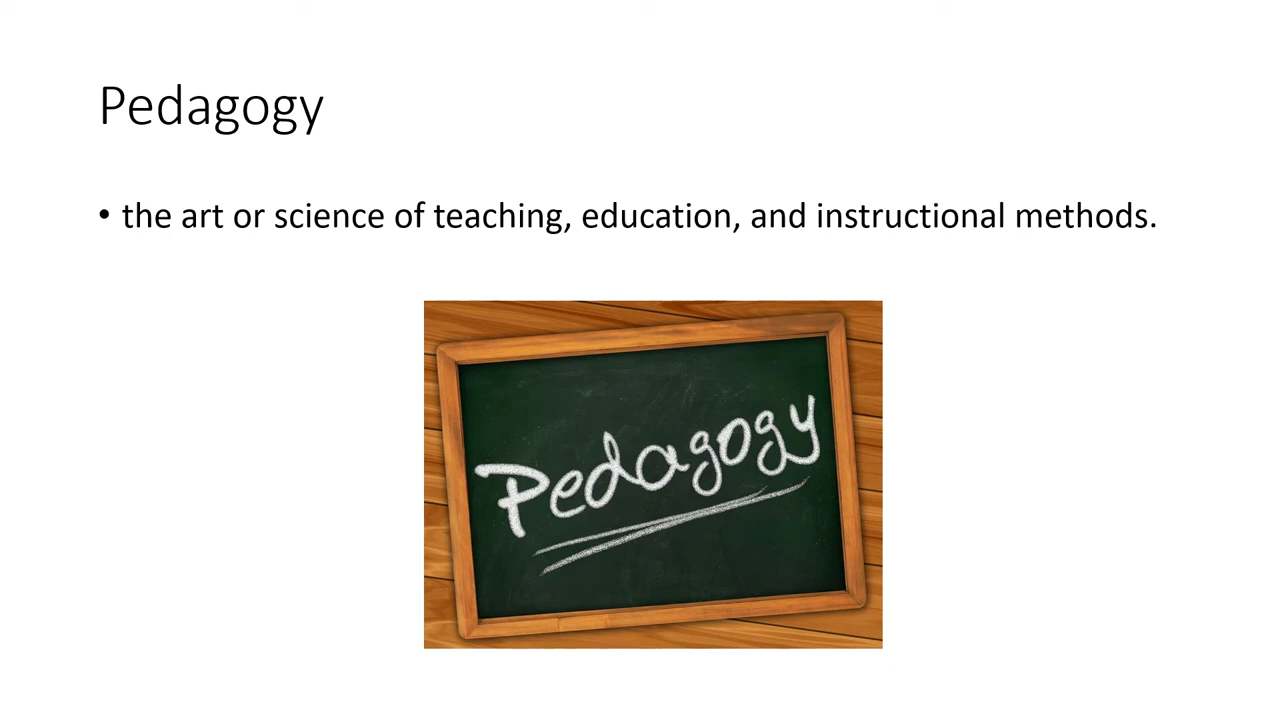 Pedagogy
• the art or science of teaching, education, and instructional methods.
Pedagogy